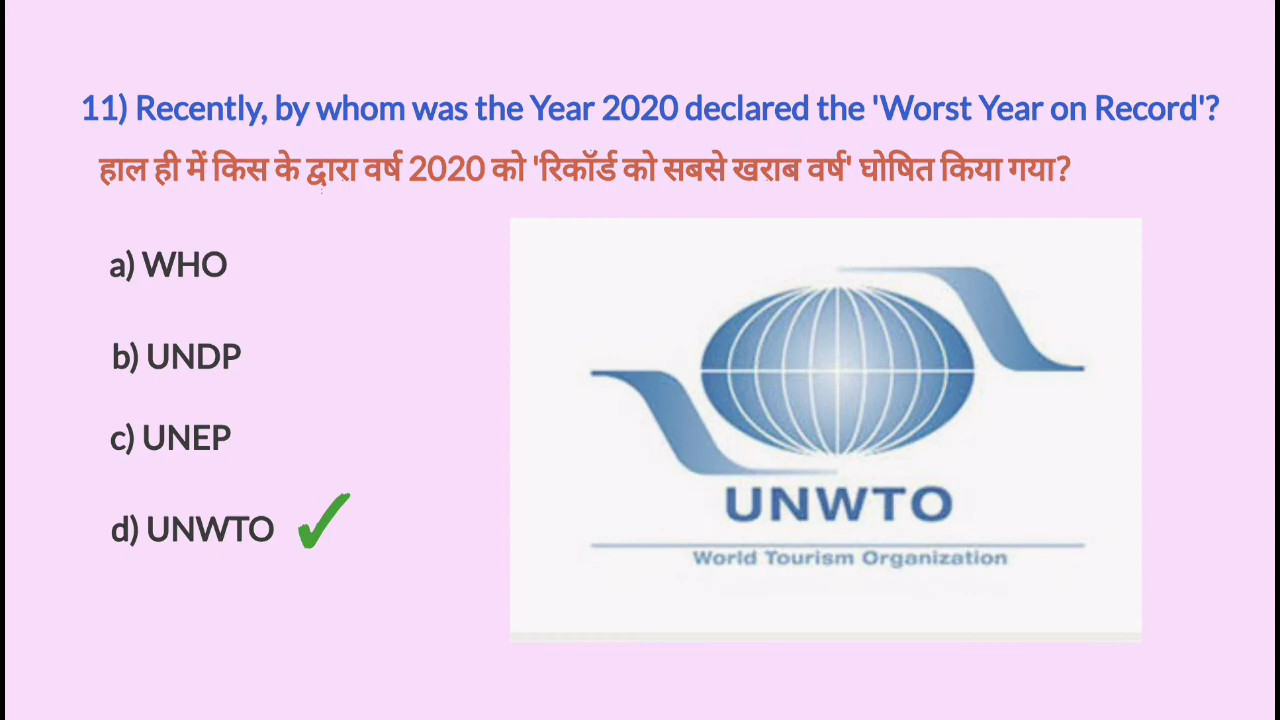 11) Recently, by whom was the Year 2020 declared the 'Worst Year on Record'?
हाल ही में किस के द्वारा वर्ष 2020 को 'रिकॉर्ड को सबसे खराब वर्ष' घोषित किया गया?
a) WHO
b) UNDP
c) UNEP
d) UNWTO
UNWTO
World Tourism Organization